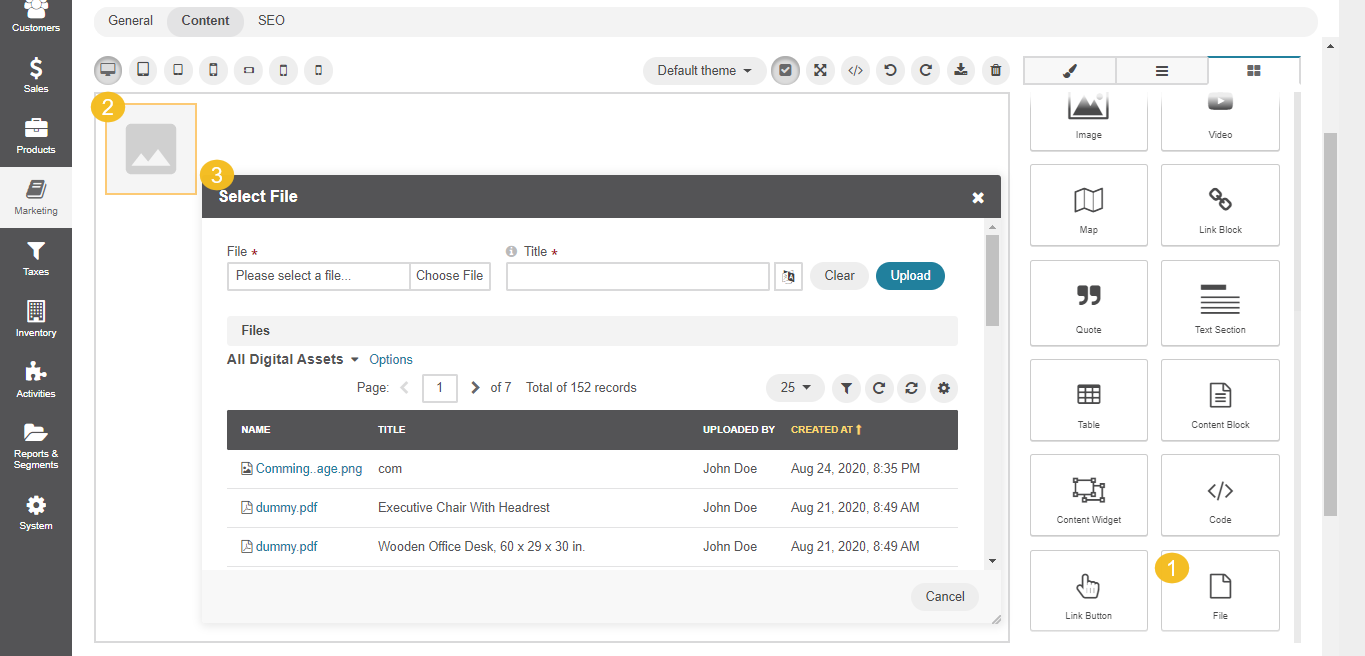 Customers
Sales
Products
Marketing
Taxes
Inventory
Activities
Reports &
Segments
System
General Content SEO
Default theme
2
3
Select File
File * Title *
Please select a file... Choose File Clear Upload
Files
All Digital Assets Options
Page: 1 of 7 Total of 152 records 25
NAME TITLE UPLOADED BY CREATED AT
Comming..age.png com John Doe Aug 24, 2020, 8:35 PM
dummy.pdf Executive Chair With Headrest John Doe Aug 21, 2020, 8:49 AM
dummy.pdf Wooden Office Desk, 60 x 29 x 30 in. John Doe Aug 21, 2020, 8:49 AM
Cancel
Image Video
Map Link Block
Quote Text Section
Table Content Block
Content Widget Code
1
Link Button File